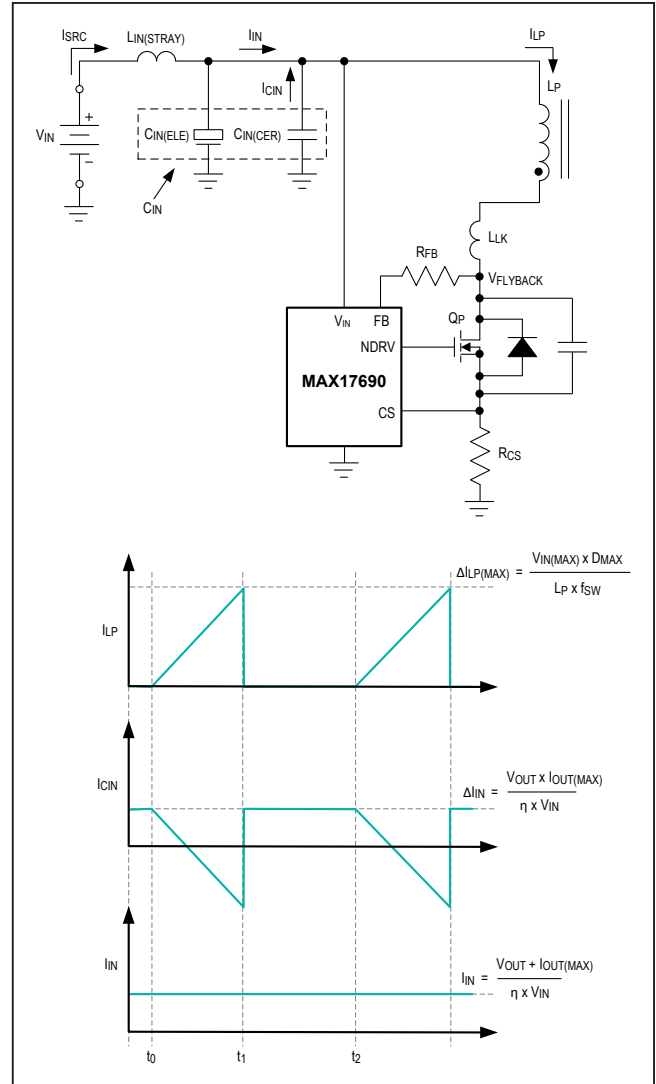 ISRC
LIN(STRAY)
IIN
ILP
LP
ICIN
+
VIN
−
CIN(ELE)
CIN(CER)
CIN
LLK
RFB
VFLYBACK
VIN FB
QP
NDRV
MAX17690
CS
RCS
ΔILP(MAX) = VIN(MAX) x DMAX
LP x fSW
ILP
ICIN
ΔIIN = VOUT x IOUT(MAX)
η x VIN
IIN
IIN = VOUT + IOUT(MAX)
η x VIN
t0 t1 t2